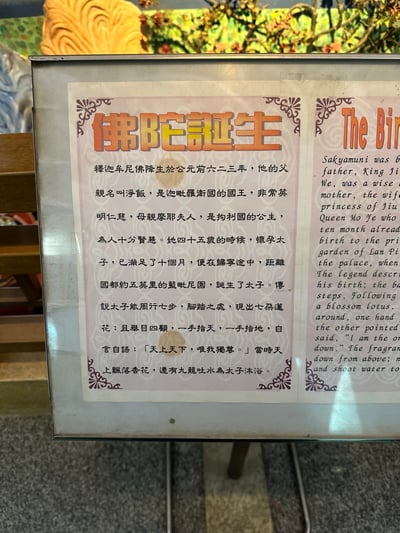 佛陀誕生
釋迦牟尼佛降生於公元前六二三年，他的父
親名叫淨飯，是迦毗羅衛國的國王，非常英
明仁慈，母親摩耶夫人，是拘利國的公主，
為人十分賢慧。她四十五歲的時候，懷孕太
子，已滿足了十個月，便在歸寧途中，距離
國都約五英里的藍毗尼園，誕生了太子。傳
說太子能周行七步，腳踏之處，現出七朵蓮
花；且舉目四顧，一手指天，一手指地，自
言自語：「天上天下，唯我獨尊。」當時天
上飄落香花，還有九龍吐水為太子沐浴。
The Bir
Sakyamuni was b
father, King Ji
We, was a wise
mother, the wife
princess of Jiu
Queen Mo Ye who
ten month alread
birth to the pri
garden of Lan Pi
the palace, when
The legend descri
his birth; the ba
steps. Following
a blossom lotus.
around, one hand
the other pointed
said, "I am the on
down." The fragran
down from above; n
and shoot water to